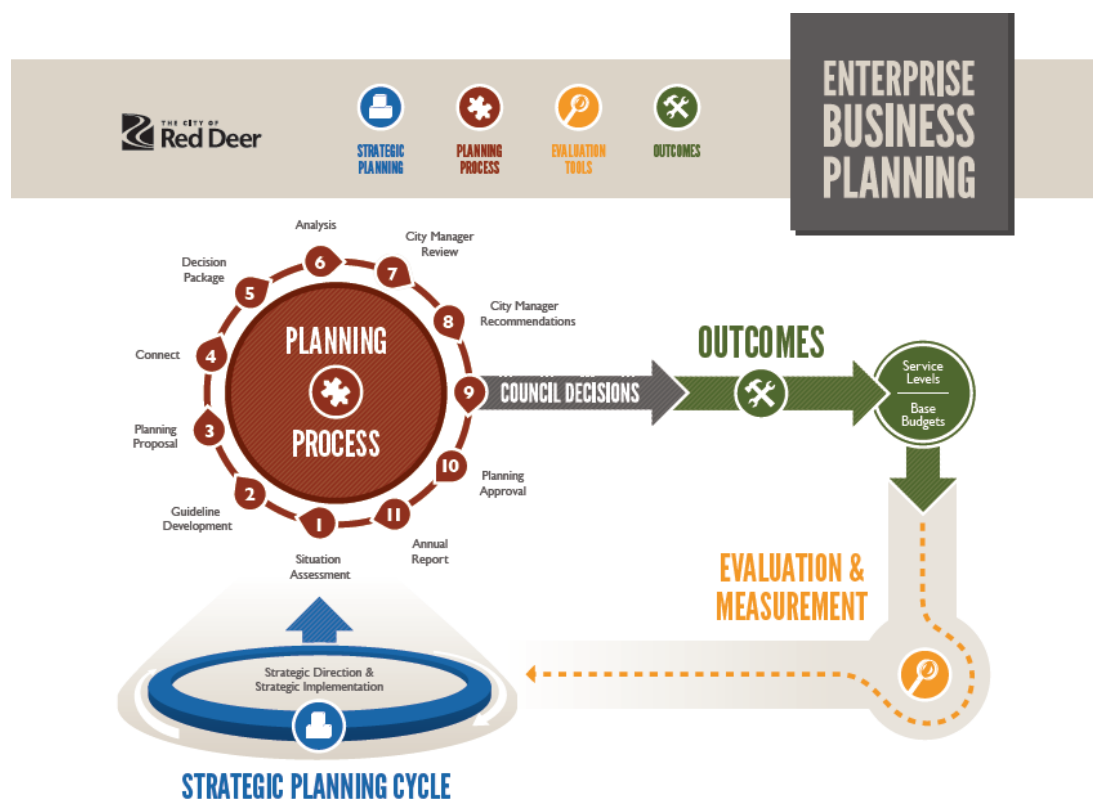 ENTERPRISE
BUSINESS
PLANNING
THE CITY OF
Red Deer
STRATEGIC
PLANNING
PLANNING
PROCESS
EVALUATION
TOOLS
OUTCOMES
Analysis
City Manager
Review
Decision
Package
City Manager
Recommendations
Connect
Planning
Proposal
Guideline
Development
Situation
Assessment
Annual
Report
Planning
Approval
1
2
3
4
5
6
7
8
9
10
11
PLANNING
PROCESS
COUNCIL DECISIONS
OUTCOMES
Service
Levels
Base
Budgets
EVALUATION &
MEASUREMENT
Strategic Direction &
Strategic Implementation
STRATEGIC PLANNING CYCLE